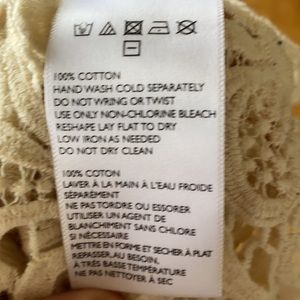 100% COTTON
HAND WASH COLD SEPARATELY
DO NOT WRING OR TWIST
USE ONLY NON-CHLORINE BLEACH
RESHAPE LAY FLAT TO DRY
LOW IRON AS NEEDED
DO NOT DRY CLEAN
100% COTON
LAVER À LA MAIN À L'EAU FROIDE
SÉPARÉMENT
NE PAS TORDRE OU ESSORER
UTILISER UN AGENT DE
BLANCHIMENT SANS CHLORE
SI NÉCESSAIRE
METTRE EN FORME ET SECHER À PLAT
REPASSER, AU BESOIN,
À TRÈS BASSE TEMPÉRATURE
NE PAS NETTOYER À SEC